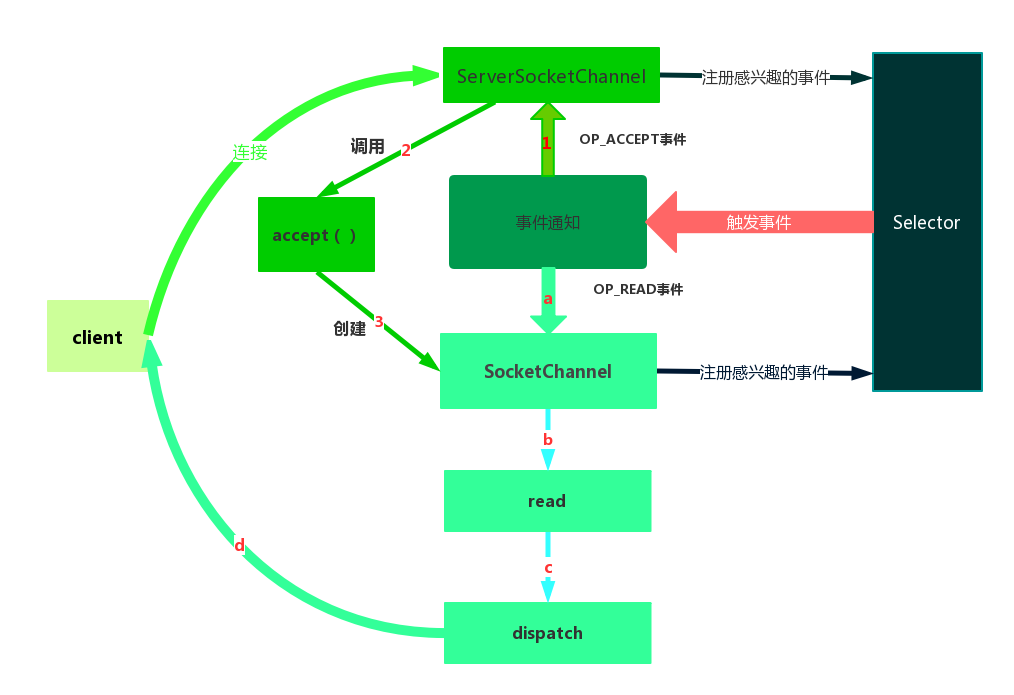 ServerSocketChannel
注册感兴趣的事件
连接
调用
2
1
OP_ACCEPT事件
accept（ ）
事件通知
触发事件
Selector
a
OP_READ事件
创建
3
client
SocketChannel
注册感兴趣的事件
b
read
d
c
dispatch